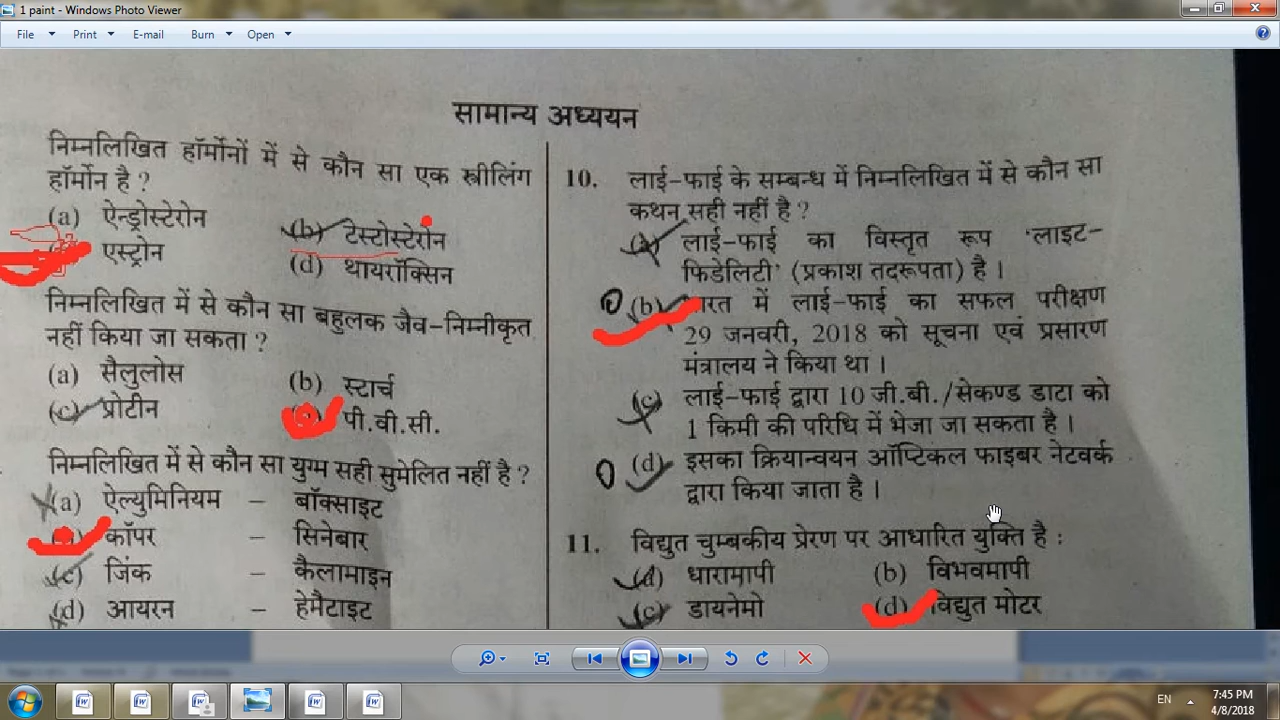 1 paint - Windows Photo Viewer
File Print E-mail Burn Open
सामान्य अध्ययन
निम्नलिखित हॉर्मोनों में से कौन सा एक स्त्रीलिंग
हॉर्मोन है ?
(a) ऐन्ड्रोस्टेरोन (b) टेस्टोस्टेरोन
एस्ट्रोन (d) थायरॉक्सिन
निम्नलिखित में से कौन सा बहुलक जैव-निम्नीकृत
नहीं किया जा सकता ?
(a) सैलुलोस (b) स्टार्च
(c) प्रोटीन पी.वी.सी.
निम्नलिखित में से कौन सा युग्म सही सुमेलित नहीं है ?
(a) ऐल्युमिनियम – बॉक्साइट
कॉपर – सिनेबार
(c) जिंक – कैलामाइन
(d) आयरन – हेमैटाइट
10. लाई-फाई के सम्बन्ध में निम्नलिखित में से कौन सा
कथन सही नहीं है ?
(a) लाई-फाई का विस्तृत रूप 'लाइट-
फिडेलिटी' (प्रकाश तदरूपता) है ।
(b) भारत में लाई-फाई का सफल परीक्षण
29 जनवरी, 2018 को सूचना एवं प्रसारण
मंत्रालय ने किया था ।
(c) लाई-फाई द्वारा 10 जी.बी./सेकण्ड डाटा को
1 किमी की परिधि में भेजा जा सकता है ।
(d) इसका क्रियान्वयन ऑप्टिकल फाइबर नेटवर्क
द्वारा किया जाता है ।
11. विद्युत चुम्बकीय प्रेरण पर आधारित युक्ति है :
धारामापी (b) विभवमापी
(c) डायनेमो (d) विद्युत मोटर
EN
7:45 PM
4/8/2018